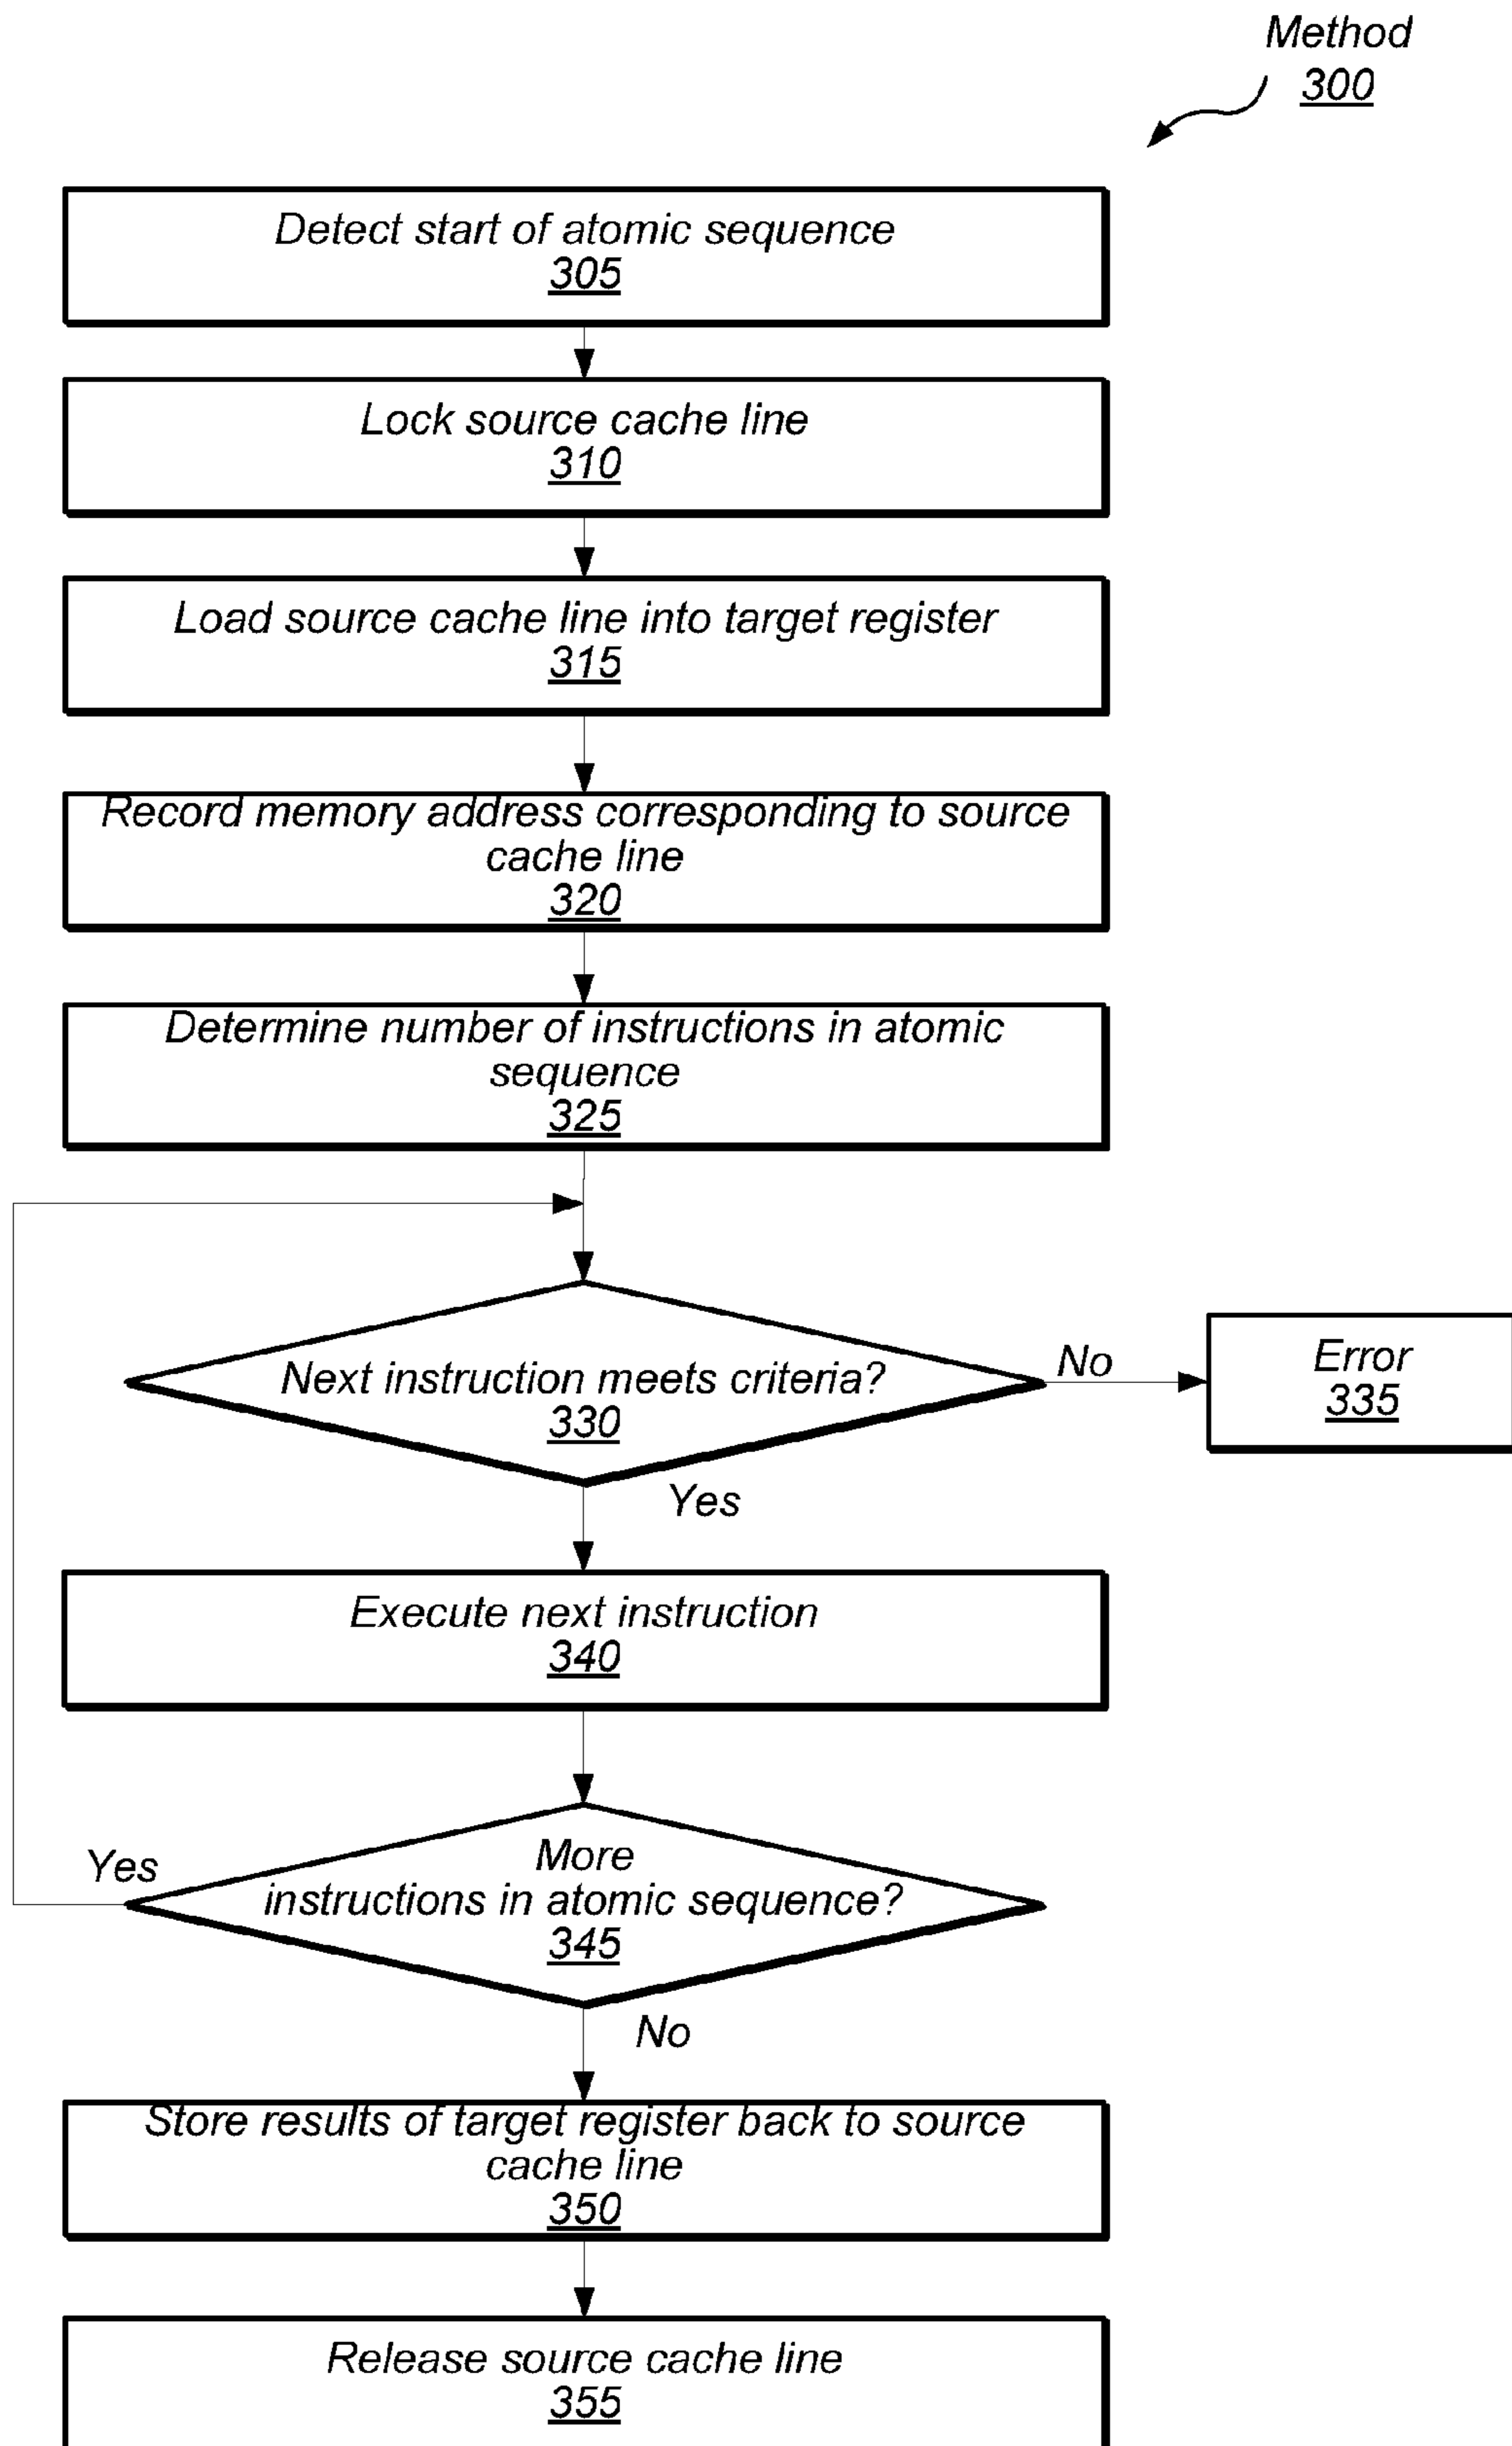 Method
300
Detect start of atomic sequence
305
Lock source cache line
310
Load source cache line into target register
315
Record memory address corresponding to source
cache line
320
Determine number of instructions in atomic
sequence
325
Next instruction meets criteria?
330
No
Error
335
Yes
Execute next instruction
340
Yes
More
instructions in atomic sequence?
345
No
Store results of target register back to source
cache line
350
Release source cache line
355